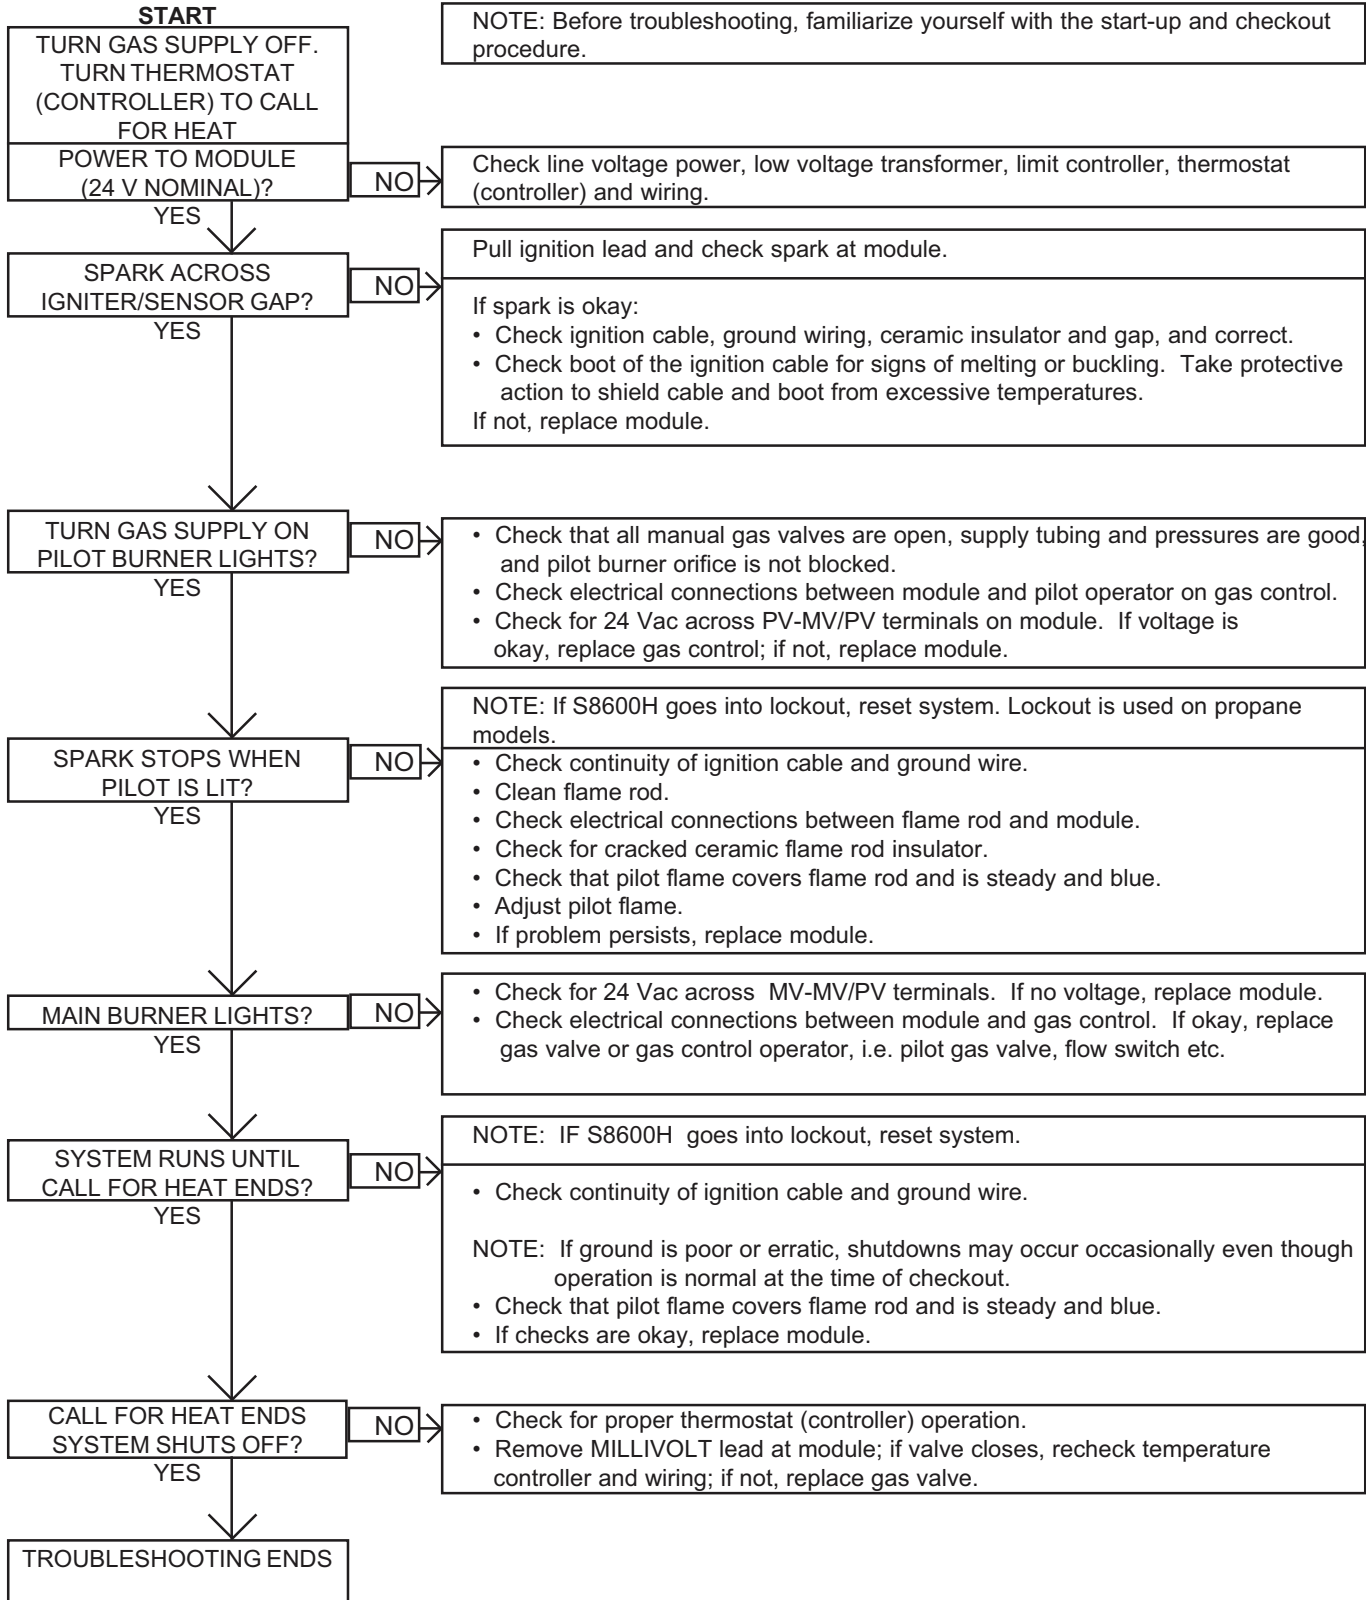 START
TURN GAS SUPPLY OFF.
TURN THERMOSTAT
(CONTROLLER) TO CALL
FOR HEAT
NOTE: Before troubleshooting, familiarize yourself with the start-up and checkout
procedure.
POWER TO MODULE
(24 V NOMINAL)?
NO
Check line voltage power, low voltage transformer, limit controller, thermostat
(controller) and wiring.
YES
SPARK ACROSS
IGNITER/SENSOR GAP?
NO
Pull ignition lead and check spark at module.
If spark is okay:
• Check ignition cable, ground wiring, ceramic insulator and gap, and correct.
• Check boot of the ignition cable for signs of melting or buckling. Take protective
action to shield cable and boot from excessive temperatures.
If not, replace module.
YES
TURN GAS SUPPLY ON
PILOT BURNER LIGHTS?
NO
• Check that all manual gas valves are open, supply tubing and pressures are good,
and pilot burner orifice is not blocked.
• Check electrical connections between module and pilot operator on gas control.
• Check for 24 Vac across PV-MV/PV terminals on module. If voltage is
okay, replace gas control; if not, replace module.
YES
SPARK STOPS WHEN
PILOT IS LIT?
NO
NOTE: If S8600H goes into lockout, reset system. Lockout is used on propane
models.
• Check continuity of ignition cable and ground wire.
• Clean flame rod.
• Check electrical connections between flame rod and module.
• Check for cracked ceramic flame rod insulator.
• Check that pilot flame covers flame rod and is steady and blue.
• Adjust pilot flame.
• If problem persists, replace module.
YES
MAIN BURNER LIGHTS?
NO
• Check for 24 Vac across MV-MV/PV terminals. If no voltage, replace module.
• Check electrical connections between module and gas control. If okay, replace
gas valve or gas control operator, i.e. pilot gas valve, flow switch etc.
YES
SYSTEM RUNS UNTIL
CALL FOR HEAT ENDS?
NO
NOTE: IF S8600H goes into lockout, reset system.
• Check continuity of ignition cable and ground wire.
NOTE: If ground is poor or erratic, shutdowns may occur occasionally even though
operation is normal at the time of checkout.
• Check that pilot flame covers flame rod and is steady and blue.
• If checks are okay, replace module.
YES
CALL FOR HEAT ENDS
SYSTEM SHUTS OFF?
NO
• Check for proper thermostat (controller) operation.
• Remove MILLIVOLT lead at module; if valve closes, recheck temperature
controller and wiring; if not, replace gas valve.
YES
TROUBLESHOOTING ENDS